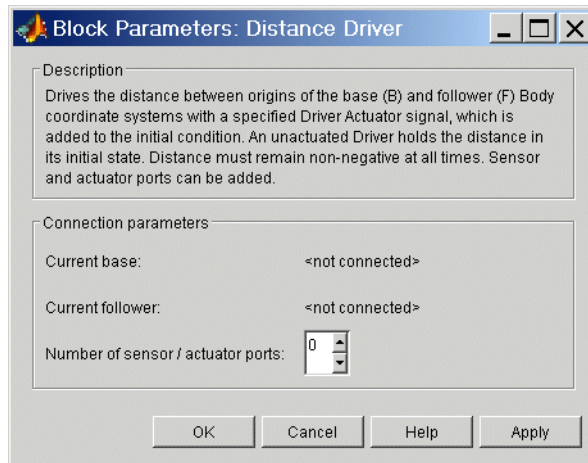 Block Parameters: Distance Driver
Description
Drives the distance between origins of the base (B) and follower (F) Body
coordinate systems with a specified Driver Actuator signal, which is
added to the initial condition. An unactuated Driver holds the distance in
its initial state. Distance must remain non-negative at all times. Sensor
and actuator ports can be added.
Connection parameters
Current base: <not connected>
Current follower: <not connected>
Number of sensor / actuator ports: 0
OK Cancel Help Apply